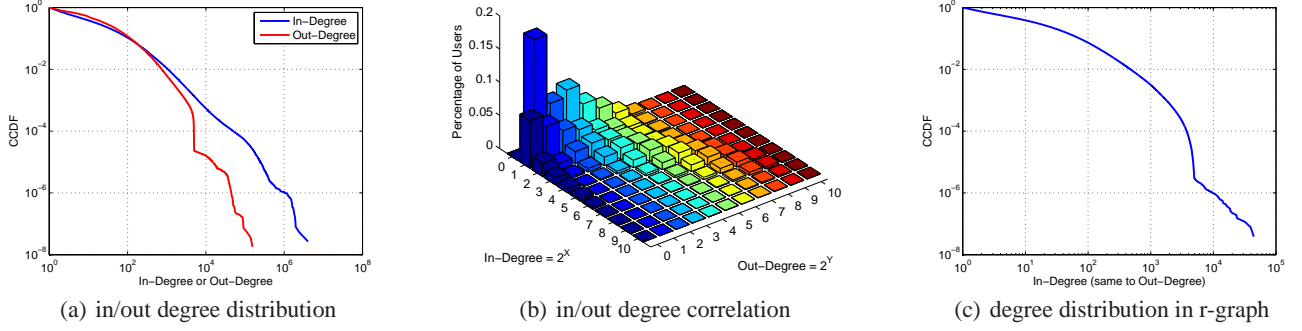 10^0
10^−2
10^−4
10^−6
10^−8
CCDF
In−Degree
Out−Degree
10^0 10^2 10^4 10^6 10^8
In−Degree or Out−Degree
(a) in/out degree distribution
0.2
0.15
0.1
0.05
0
Percentage of Users
0 1 2 3 4 5 6 7 8 9 10
In−Degree = 2^X
0 1 2 3 4 5 6 7 8 9 10
Out−Degree = 2^Y
(b) in/out degree correlation
10^0
10^−2
10^−4
10^−6
10^−8
CCDF
10^0 10^1 10^2 10^3 10^4 10^5
In−Degree (same to Out−Degree)
(c) degree distribution in r-graph